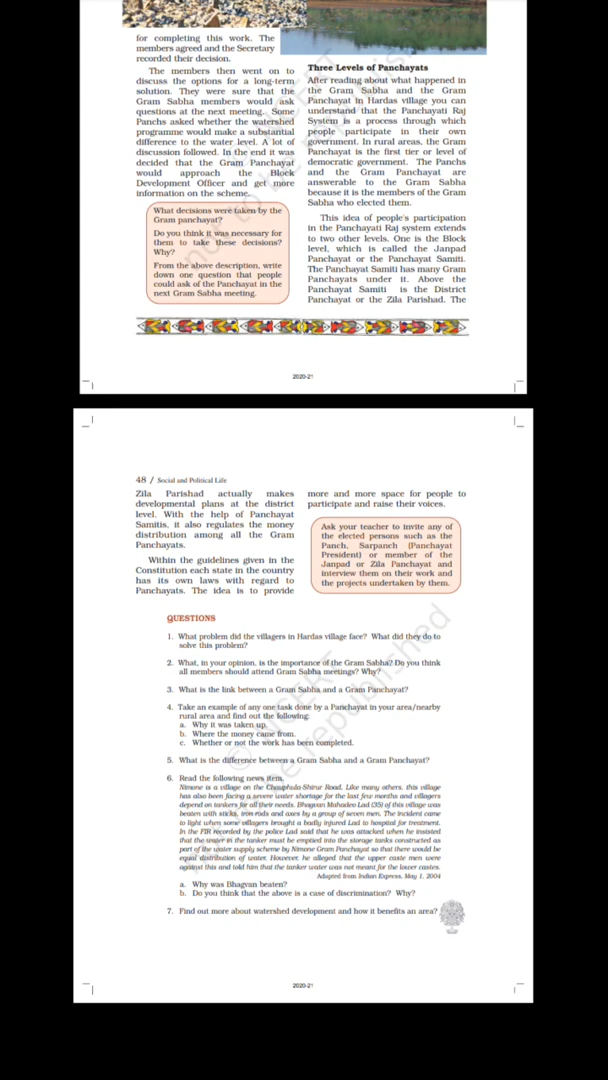 for completing this work. The
members agreed and the Secretary
recorded their decision.
The members then went on to
discuss the options for a long-term
solution. They were sure that the
Gram Sabha members would ask
questions at the next meeting. Some
Panchs asked whether the watershed
programme would make a substantial
difference to the water level. A lot of
discussion followed. In the end it was
decided that the Gram Panchayat
would approach the Block
Development Officer and get more
information on the scheme.
What decisions were taken by the
Gram panchayat?
Do you think it was necessary for
them to take these decisions?
Why?
From the above description, write
down one question that people
could ask of the Panchayat in the
next Gram Sabha meeting.
Three Levels of Panchayats
After reading about what happened in
the Gram Sabha and the Gram
Panchayat in Hardas village you can
understand that the Panchayati Raj
System is a process through which
people participate in their own
government. In rural areas, the Gram
Panchayat is the first tier or level of
democratic government. The Panchs
and the Gram Panchayat are
answerable to the Gram Sabha
because it is the members of the Gram
Sabha who elected them.
This idea of people's participation
in the Panchayati Raj system extends
to two other levels. One is the Block
level, which is called the Janpad
Panchayat or the Panchayat Samiti.
The Panchayat Samiti has many Gram
Panchayats under it. Above the
Panchayat Samiti is the District
Panchayat or the Zila Parishad. The
2020-21
48 / Social and Political Life
Zila Parishad actually makes
developmental plans at the district
level. With the help of Panchayat
Samitis, it also regulates the money
distribution among all the Gram
Panchayats.
Within the guidelines given in the
Constitution each state in the country
has its own laws with regard to
Panchayats. The idea is to provide
more and more space for people to
participate and raise their voices.
Ask your teacher to invite any of
the elected persons such as the
Panch, Sarpanch (Panchayat
President) or member of the
Janpad or Zila Panchayat and
interview them on their work and
the projects undertaken by them.
QUESTIONS
1. What problem did the villagers in Hardas village face? What did they do to
solve this problem?
2. What, in your opinion, is the importance of the Gram Sabha? Do you think
all members should attend Gram Sabha meetings? Why?
3. What is the link between a Gram Sabha and a Gram Panchayat?
4. Take an example of any one task done by a Panchayat in your area/nearby
rural area and find out the following:
a. Why it was taken up.
b. Where the money came from.
c. Whether or not the work has been completed.
5. What is the difference between a Gram Sabha and a Gram Panchayat?
6. Read the following news item.
Nimone is a village on the Chauphula-Shirur Road. Like many others, this village
has also been facing a severe water shortage for the last few months and villagers
depend on tankers for all their needs. Bhagvan Mahadeo Lad (35) of this village was
beaten with sticks, iron rods and axes by a group of seven men. The incident came
to light when some villagers brought a badly injured Lad to hospital for treatment.
In the FIR recorded by the police Lad said that he was attacked when he insisted
that the water in the tanker must be emptied into the storage tanks constructed as
part of the water supply scheme by Nimone Gram Panchayat so that there would be
equal distribution of water. However, he alleged that the upper caste men were
against this and told him that the tanker water was not meant for the lower castes.
Adapted from Indian Express, May 1, 2004
a. Why was Bhagvan beaten?
b. Do you think that the above is a case of discrimination? Why?
7. Find out more about watershed development and how it benefits an area?
2020-21
© NCERT
not to be republished